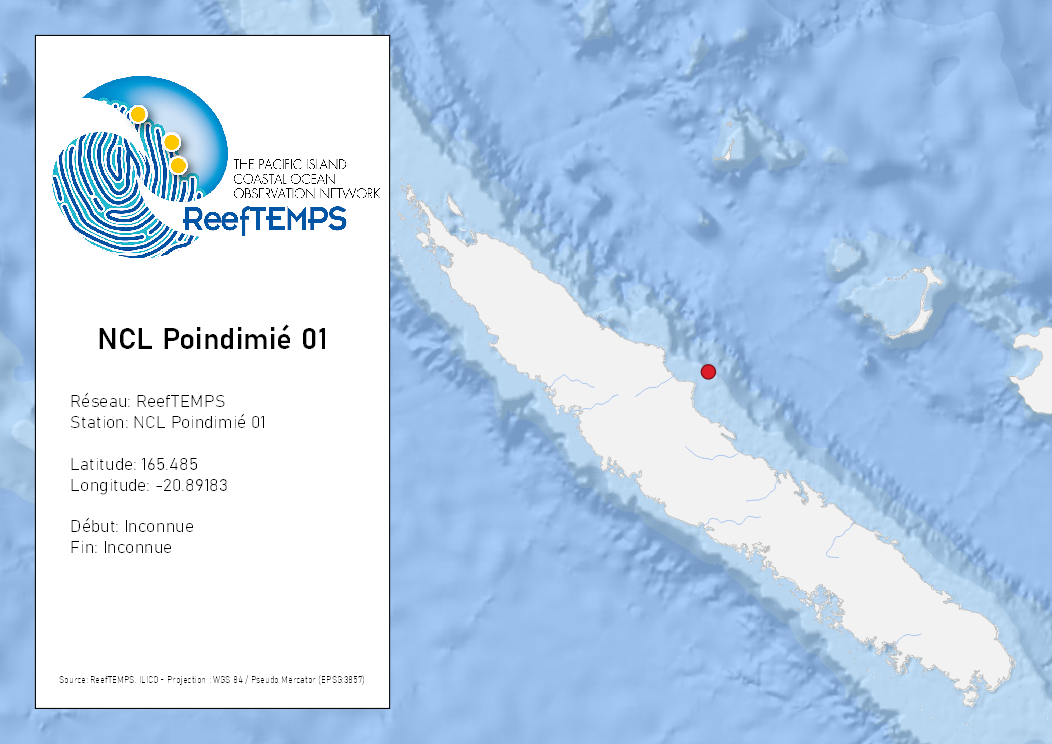 THE PACIFIC ISLAND
COASTAL OCEAN
OBSERVATION NETWORK
ReefTEMPS
NCL Poindimié 01
Réseau: ReefTEMPS
Station: NCL Poindimié 01
Latitude: 165.485
Longitude: -20.89183
Début: Inconnue
Fin: Inconnue
Source: ReefTEMPS, ILICO - Projection : WGS 84 / Pseudo Mercator (EPSG:3857)